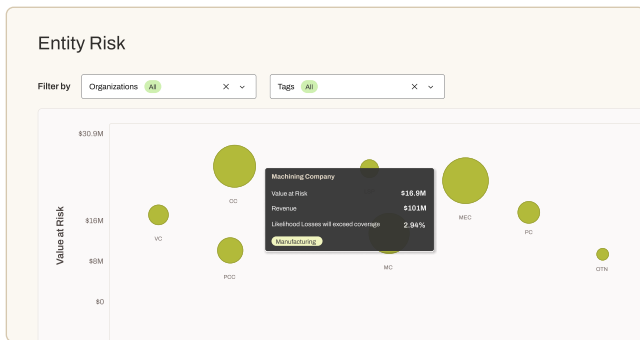 Entity Risk
Filter by Organizations All Tags All
$30.9M
Machining Company
Value at Risk $16.9M
CC
Revenue $101M
MEC
Value at Risk
$16M
Likelihood Losses will exceed coverage 2.94%
PC
VC
Manufacturing
$8M
MC
OTN
PCC
$0